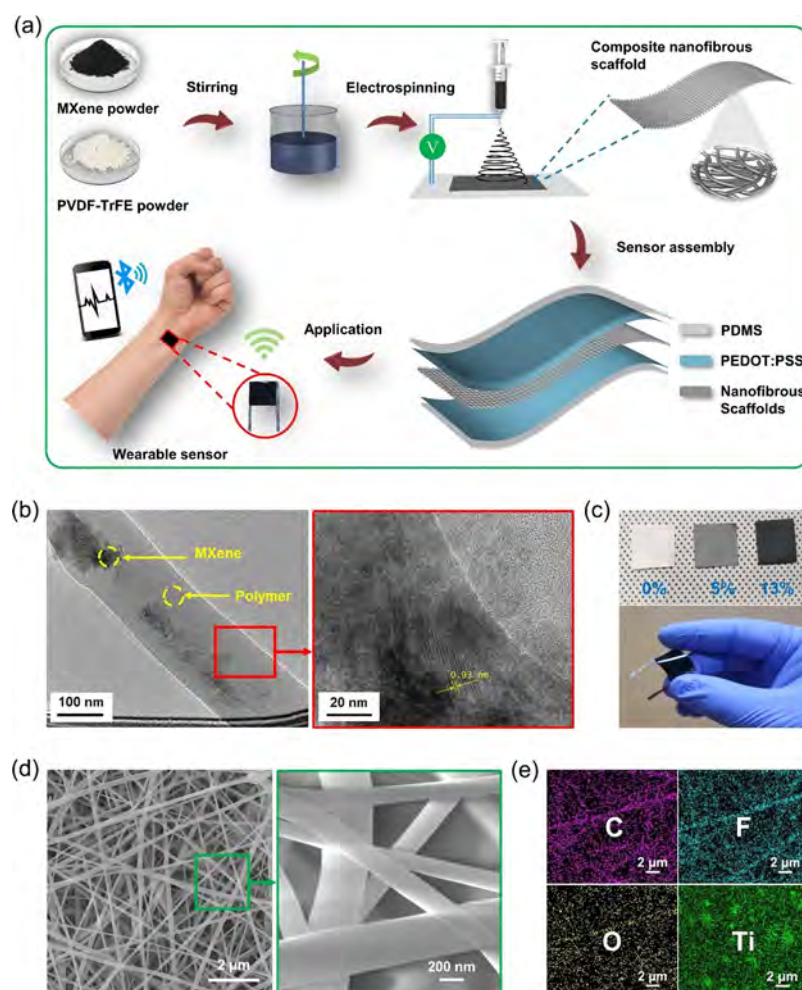 (a)
MXene powder
PVDF-TrFE powder
Stirring
Electrospinning
V
Composite nanofibrous
scaffold
Sensor assembly
PDMS
PEDOT:PSS
Nanofibrous
Scaffolds
Application
Wearable sensor
(b)
MXene
Polymer
100 nm
0.93 nm
20 nm
(c)
0%
5%
13%
(d)
2 μm
200 nm
(e)
C
2 μm
F
2 μm
O
2 μm
Ti
2 μm